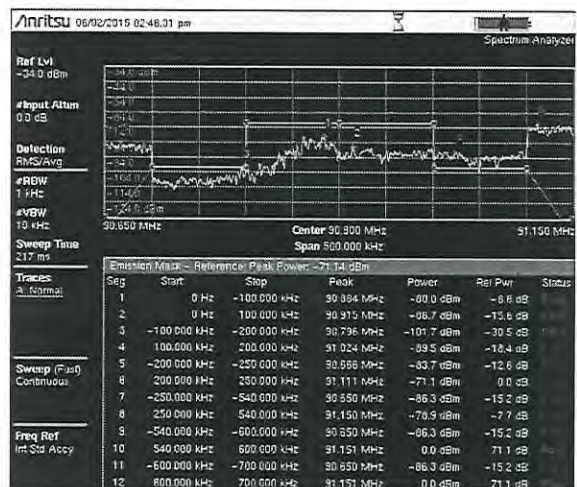 Anritsu 06/02/2015 02:46:31 pm
Spectrum Analyzer
Ref Lvl
-34.0 dBm
#Input Attn
0.0 dB
Detection
RMS/Avg
#RBW
1 kHz
#VBW
10 kHz
Sweep Time
217 ms
Traces
A: Normal
Sweep (Fast)
Continuous
Freq Ref
Int Std Accy
-34.0 dBm
90.650 MHz
Center 90.900 MHz
91.150 MHz
Span 500.000 kHz
Emission Mask - Reference: Peak Power: -71.14 dBm
Seg Start Stop Peak Power Rel Pwr Status
1 0 Hz -100.000 kHz 90.884 MHz -80.0 dBm
2 0 Hz 100.000 kHz 90.915 MHz -86.7 dBm -15.6 dB
3 -100.000 kHz -200.000 kHz 90.796 MHz -101.7 dBm -30.5 dB
4 100.000 kHz 200.000 kHz 91.024 MHz -89.5 dBm -18.4 dB
5 -200.000 kHz -250.000 kHz 90.666 MHz -83.7 dBm -12.6 dB
6 200.000 kHz 250.000 kHz 91.111 MHz -71.1 dBm 0.0 dB
7 -250.000 kHz -540.000 kHz 90.650 MHz -86.3 dBm -15.2 dB
8 250.000 kHz 540.000 kHz 91.150 MHz -78.9 dBm -7.7 dB
9 -540.000 kHz -600.000 kHz 90.650 MHz -86.3 dBm -15.2 dB
10 540.000 kHz 600.000 kHz 91.151 MHz 0.0 dBm 71.1 dB
11 -600.000 kHz -700.000 kHz 90.650 MHz -86.3 dBm -15.2 dB
12 600.000 kHz 700.000 kHz 91.151 MHz 0.0 dBm 71.1 dB